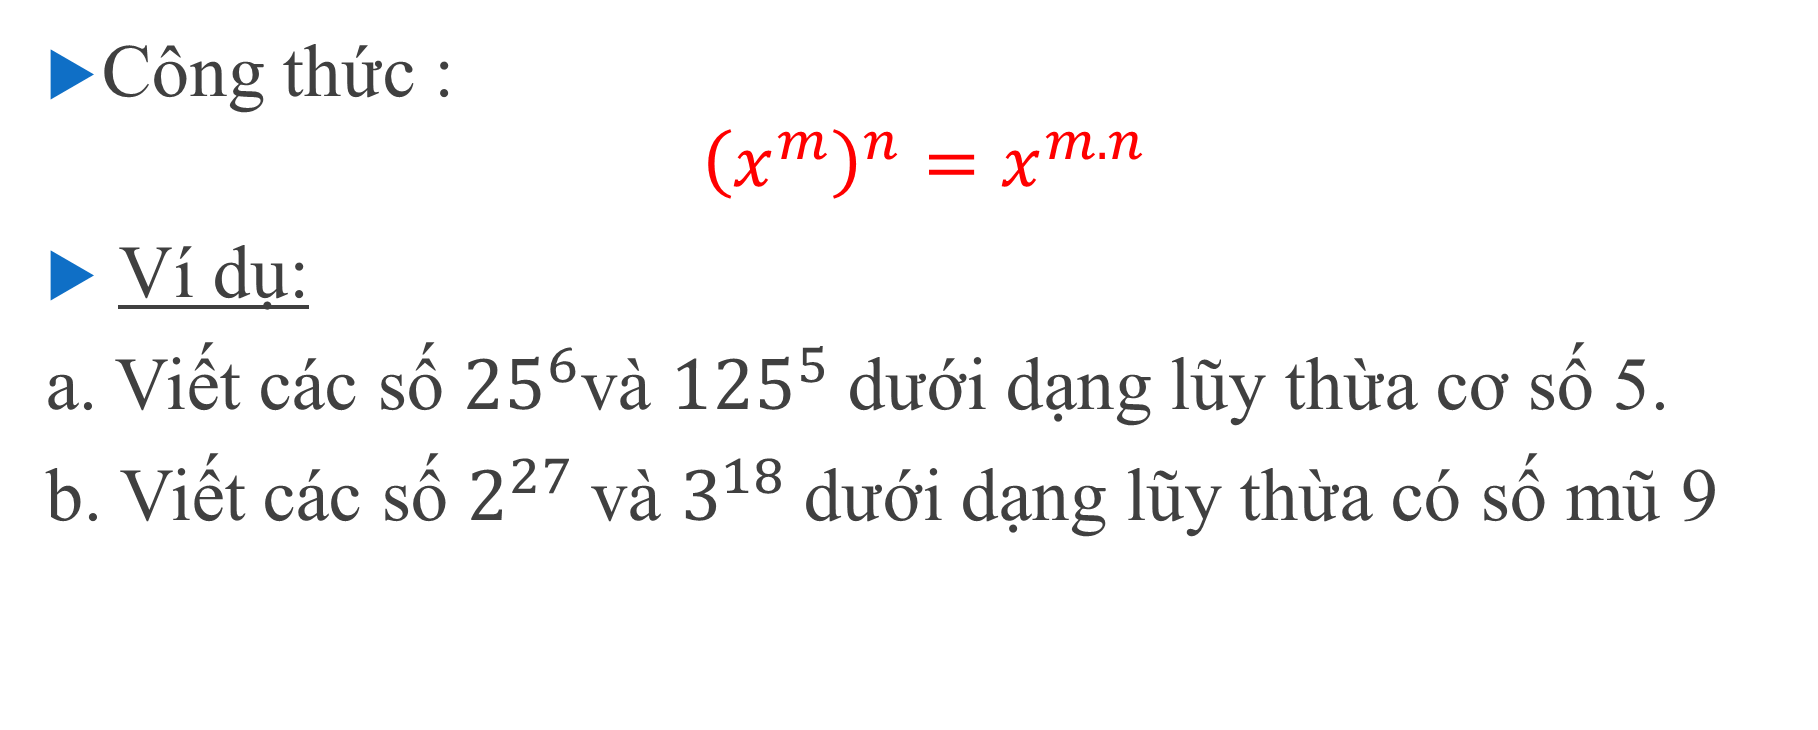 Công thức :
(x^m)^n = x^{m.n}
Ví dụ:
a. Viết các số 25^6 và 125^5 dưới dạng lũy thừa cơ số 5.
b. Viết các số 2^{27} và 3^{18} dưới dạng lũy thừa có số mũ 9